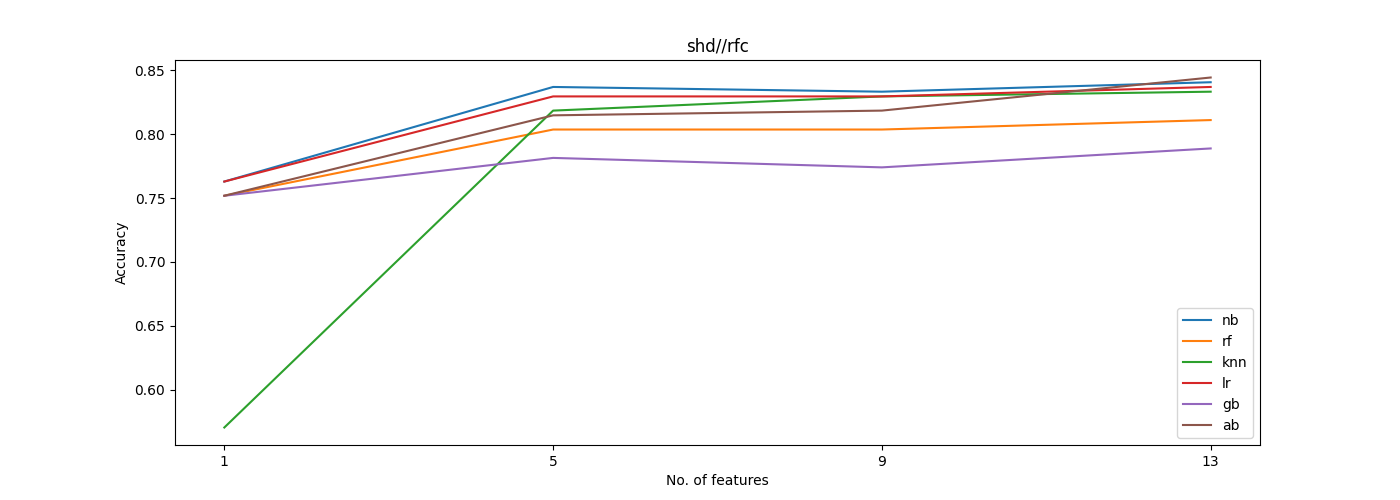 shd//rfc
0.85
0.80
0.75
0.70
0.65
0.60
Accuracy
nb
rf
knn
lr
gb
ab
1 5 9 13
No. of features